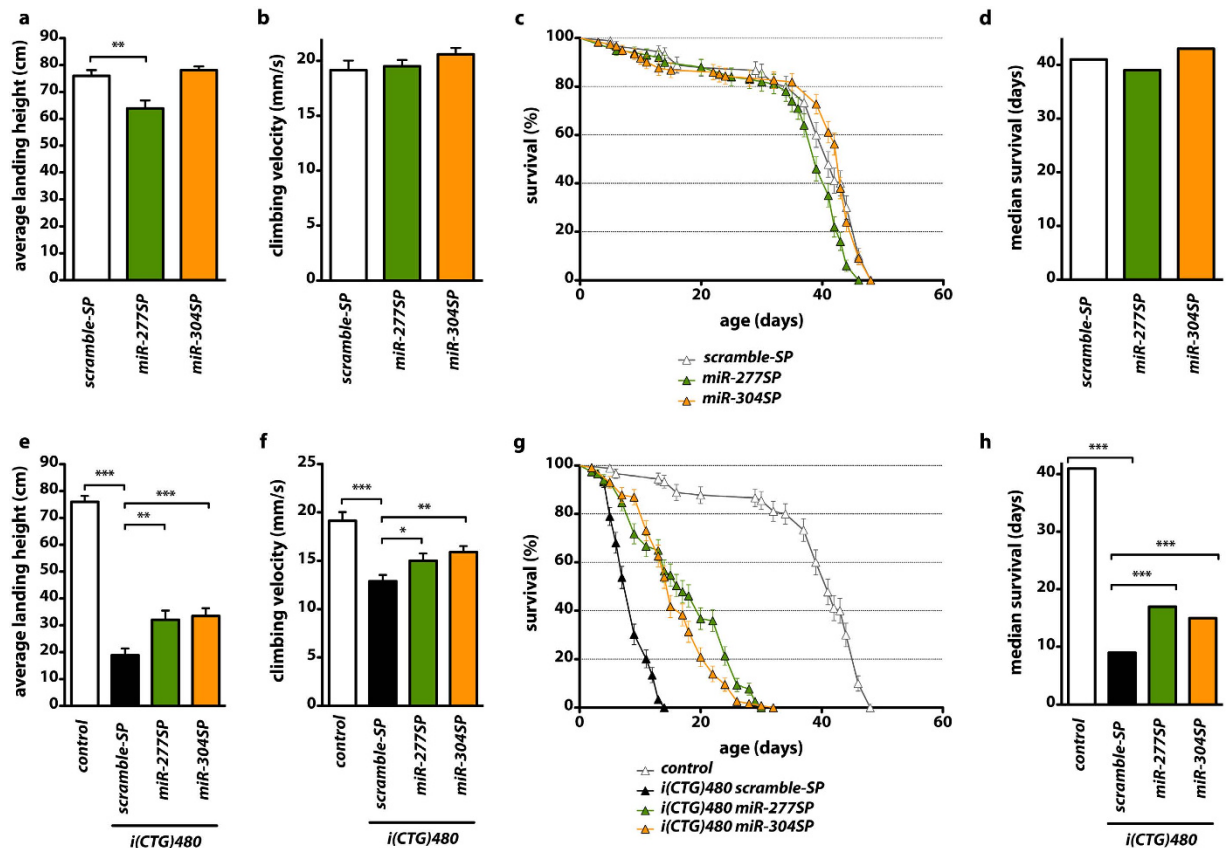 a
average landing height (cm)
90
80
70
60
50
40
30
20
10
0
**
scramble-SP
miR-277SP
miR-304SP
b
climbing velocity (mm/s)
20
15
10
5
0
scramble-SP
miR-277SP
miR-304SP
c
survival (%)
100
80
60
40
20
0
0 20 40 60
age (days)
scramble-SP
miR-277SP
miR-304SP
d
median survival (days)
40
30
20
10
0
scramble-SP
miR-277SP
miR-304SP
e
average landing height (cm)
90
80
70
60
50
40
30
20
10
0
***
***
**
control
scramble-SP
miR-277SP
miR-304SP
i(CTG)480
f
climbing velocity (mm/s)
25
20
15
10
5
0
***
**
*
control
scramble-SP
miR-277SP
miR-304SP
i(CTG)480
g
survival (%)
100
80
60
40
20
0
0 20 40 60
age (days)
control
i(CTG)480 scramble-SP
i(CTG)480 miR-277SP
i(CTG)480 miR-304SP
h
median survival (days)
40
30
20
10
0
***
***
***
control
scramble-SP
miR-277SP
miR-304SP
i(CTG)480